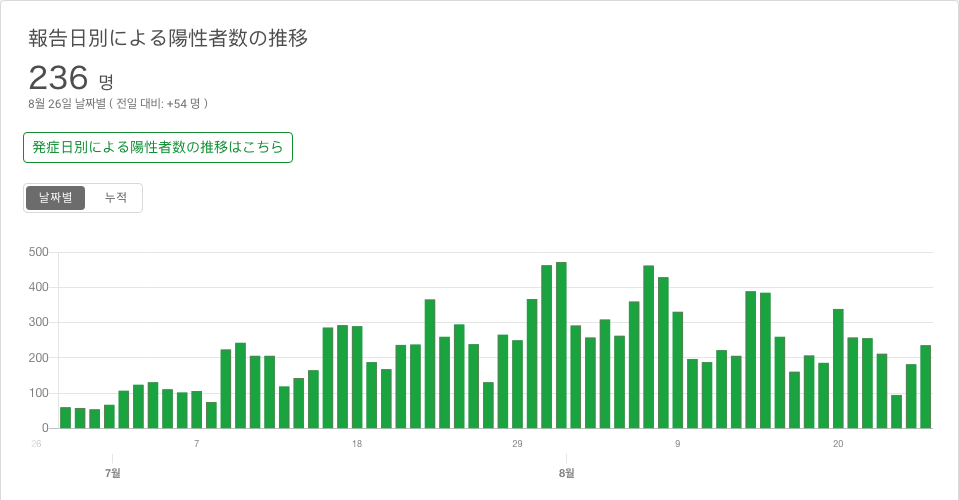 報告日別による陽性者数の推移
236 명
8월 26일 날짜별 ( 전일 대비: +54 명 )
発症日別による陽性者数の推移はこちら
날짜별 누적
500
400
300
200
100
0
26 7 18 29 9 20
7월 8월